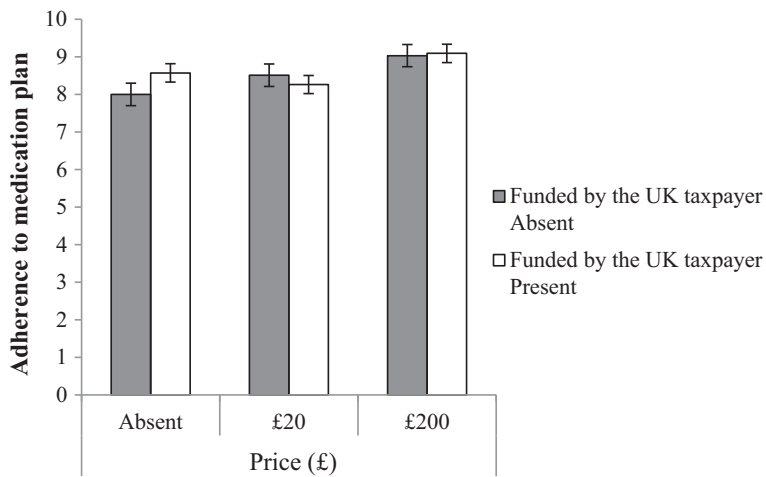 Adherence to medication plan
10
9
8
7
6
5
4
3
2
1
0
Absent
£20
£200
Price (£)
Funded by the UK taxpayer
Absent
Funded by the UK taxpayer
Present